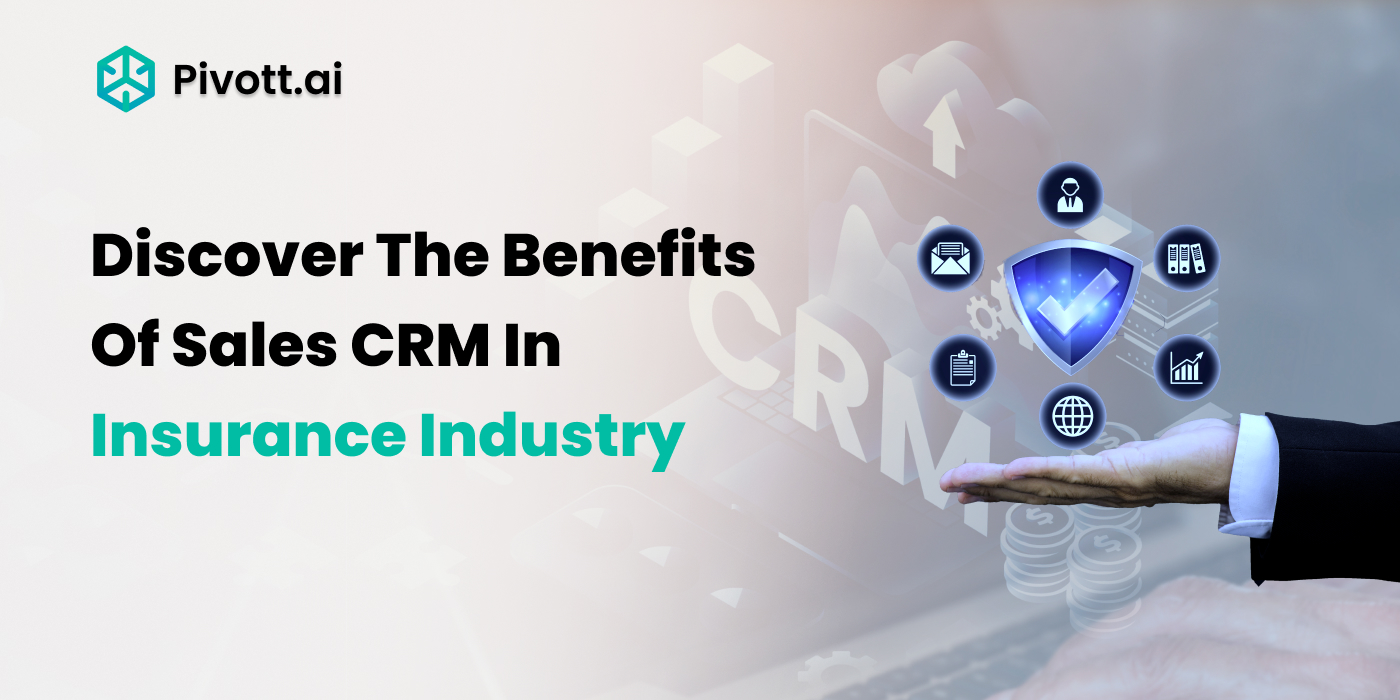 Pivott.ai
Discover The Benefits
Of Sales CRM In
Insurance Industry
CRM